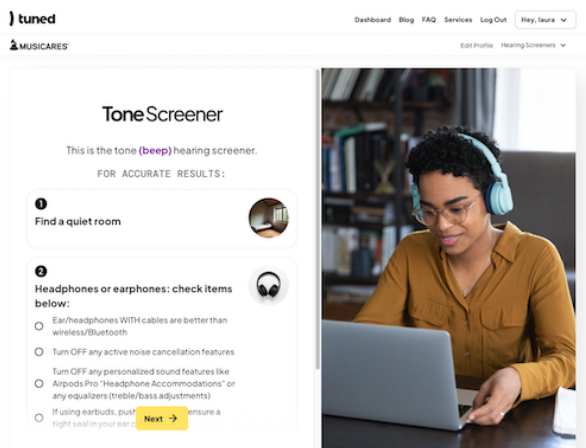 tuned
Dashboard Blog FAQ Services Log Out Hey, laura
MUSICARES
Edit Profile Hearing Screeners
Tone Screener
This is the tone (beep) hearing screener.
FOR ACCURATE RESULTS:
1
Find a quiet room
2
Headphones or earphones: check items
below:
Ear/headphones WITH cables are better than
wireless/Bluetooth
Turn OFF any active noise cancellation features
Turn OFF any personalized sound features like
Airpods Pro "Headphone Accommodations" or
any equalizers (treble/bass adjustments)
If using earbuds, ensure a
tight seal in your ear
Next